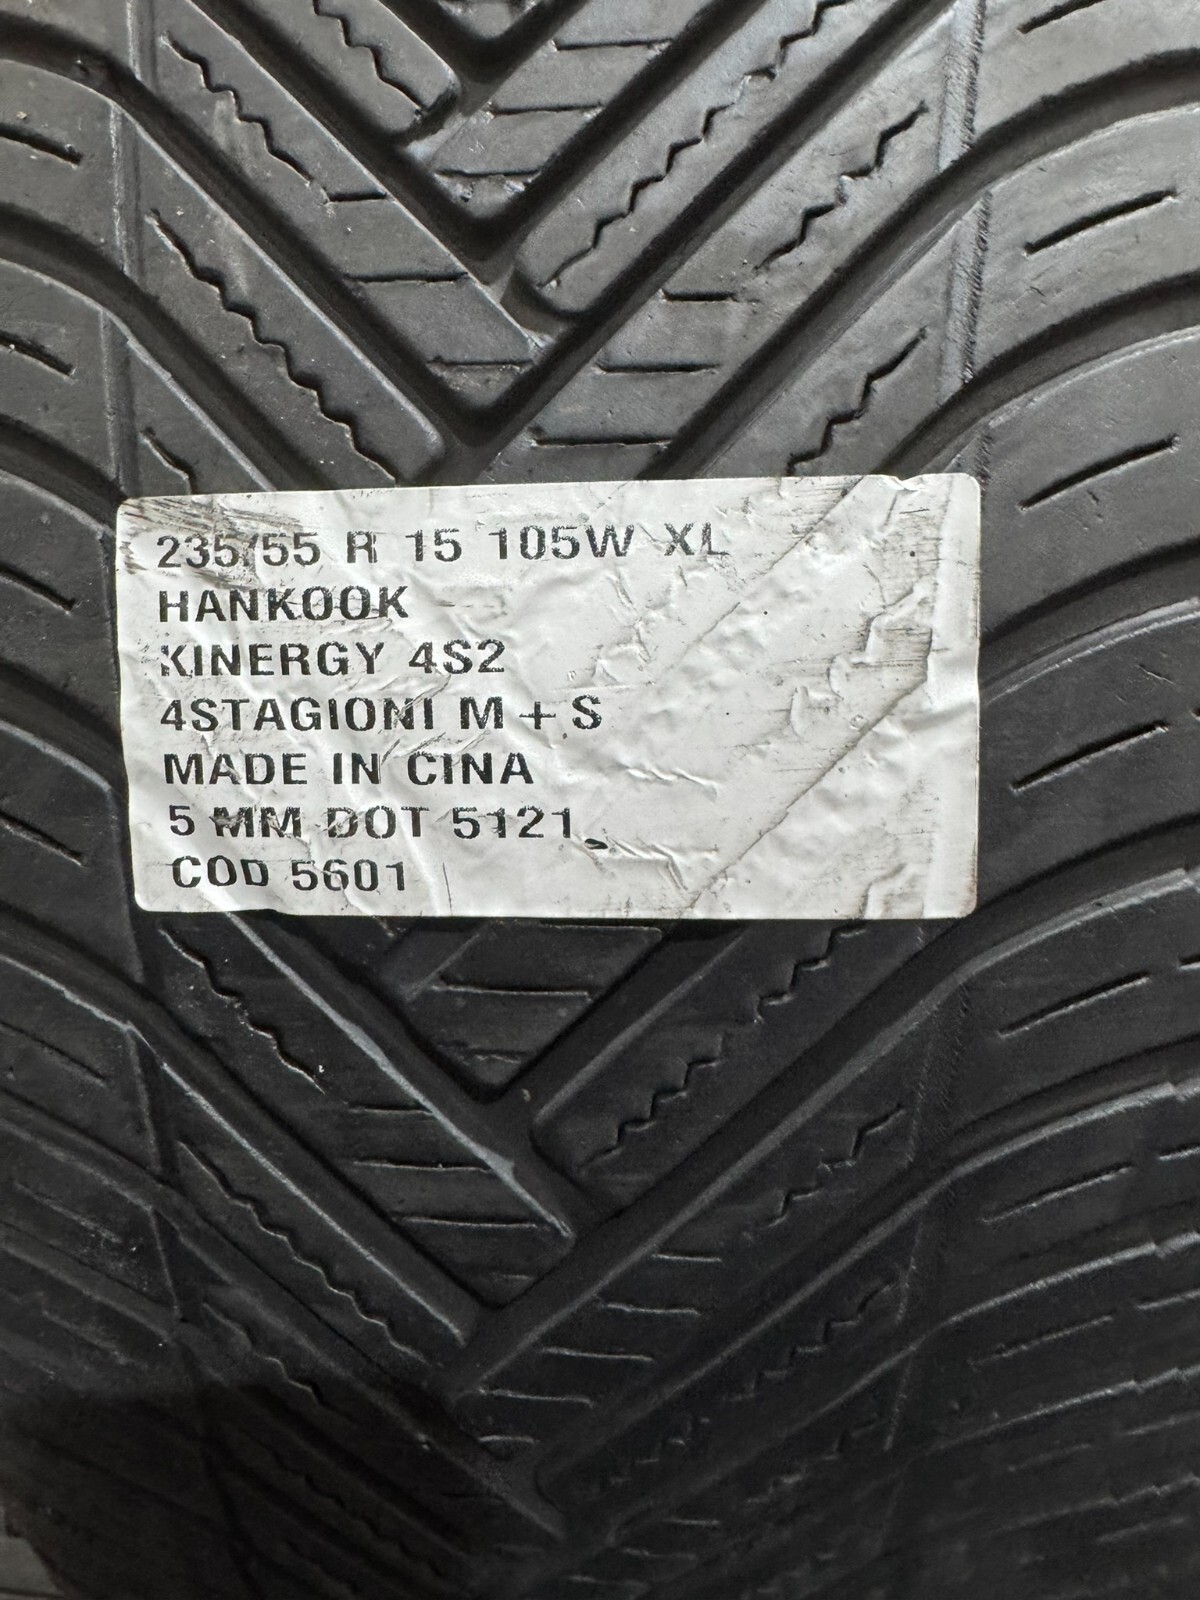 235/55 R 15 105W XL
HANKOOK
KINERGY 4S2
4STAGIONI M + S
MADE IN CINA
5 MM DOT 5121
COD 5601